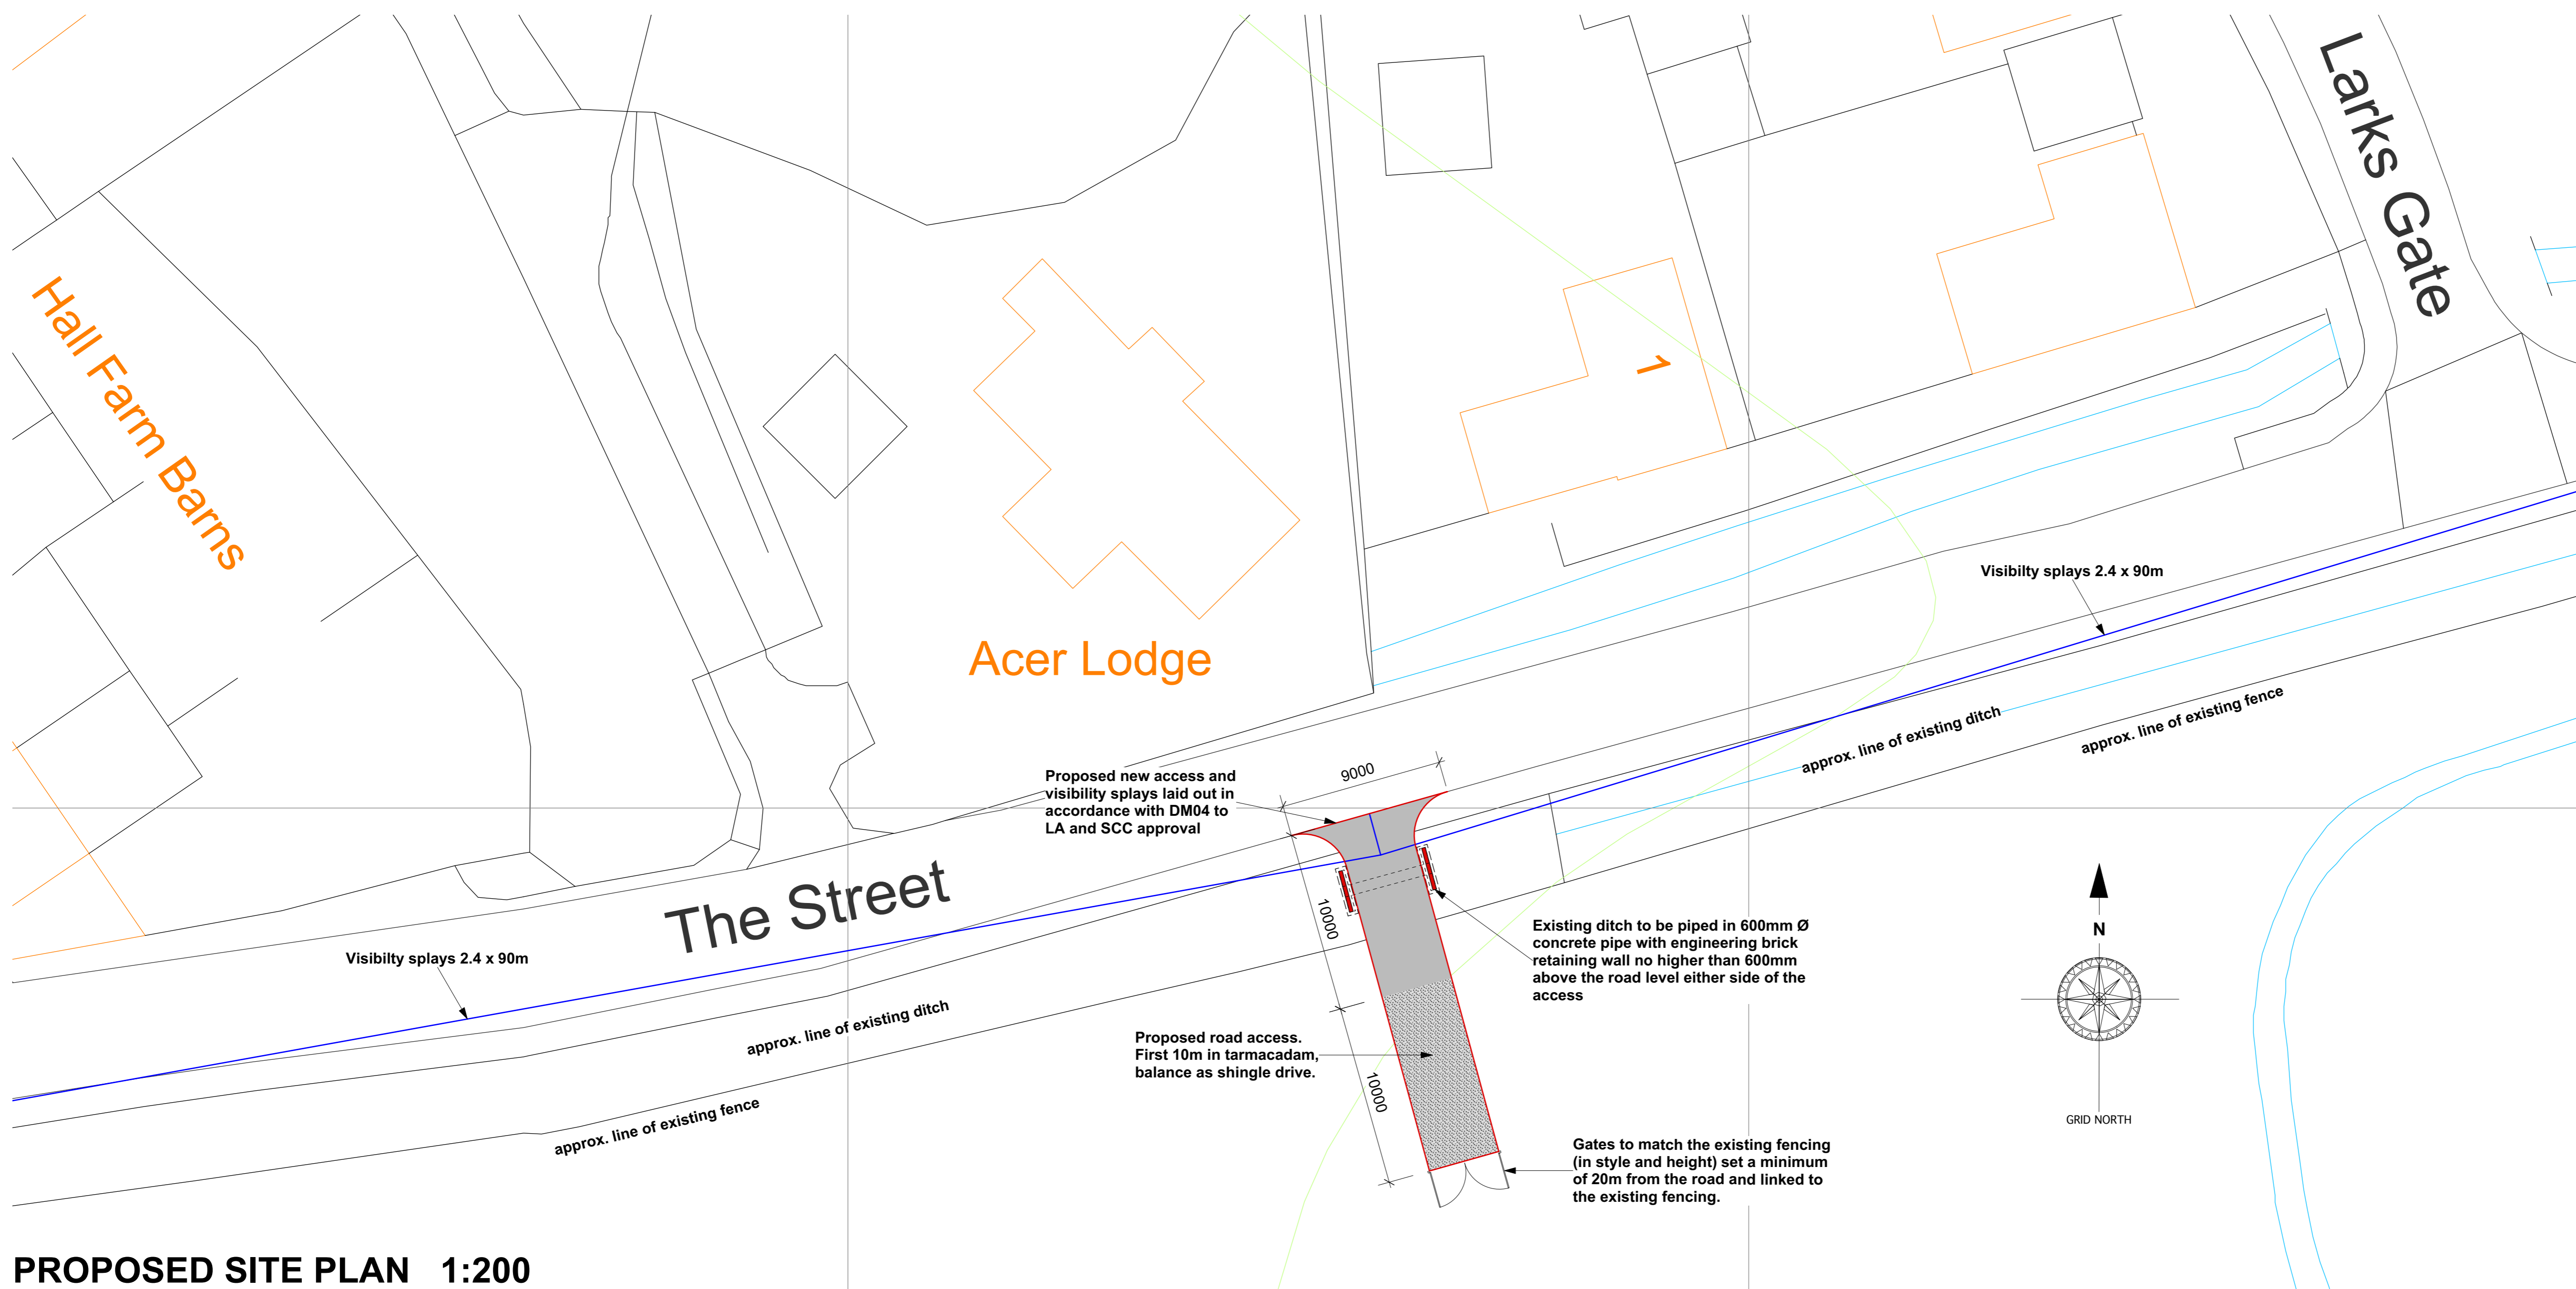 Larks Gate
Hall Farm Barns
1
Acer Lodge
Visibilty splays 2.4 x 90m
approx. line of existing ditch
approx. line of existing fence
Proposed new access and
visibility splays laid out in
accordance with DM04 to
LA and SCC approval
9000
The Street
10000
Existing ditch to be piped in 600mm Ø
concrete pipe with engineering brick
retaining wall no higher than 600mm
above the road level either side of the
access
N
GRID NORTH
Visibilty splays 2.4 x 90m
approx. line of existing ditch
approx. line of existing fence
Proposed road access.
First 10m in tarmacadam,
balance as shingle drive.
10000
Gates to match the existing fencing
(in style and height) set a minimum
of 20m from the road and linked to
the existing fencing.
PROPOSED SITE PLAN 1:200